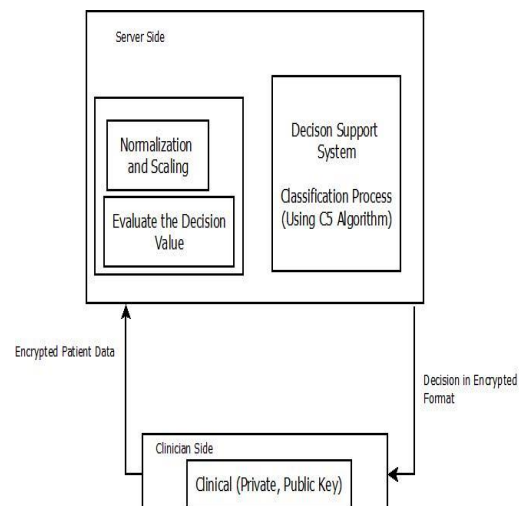 Server Side
Normalization
and Scaling
Evaluate the Decision
Value
Decison Support
System
Classification Process
(Using C5 Algorithm)
Encrypted Patient Data
Decision in Encrypted
Format
Clinician Side
Clinical (Private, Public Key)